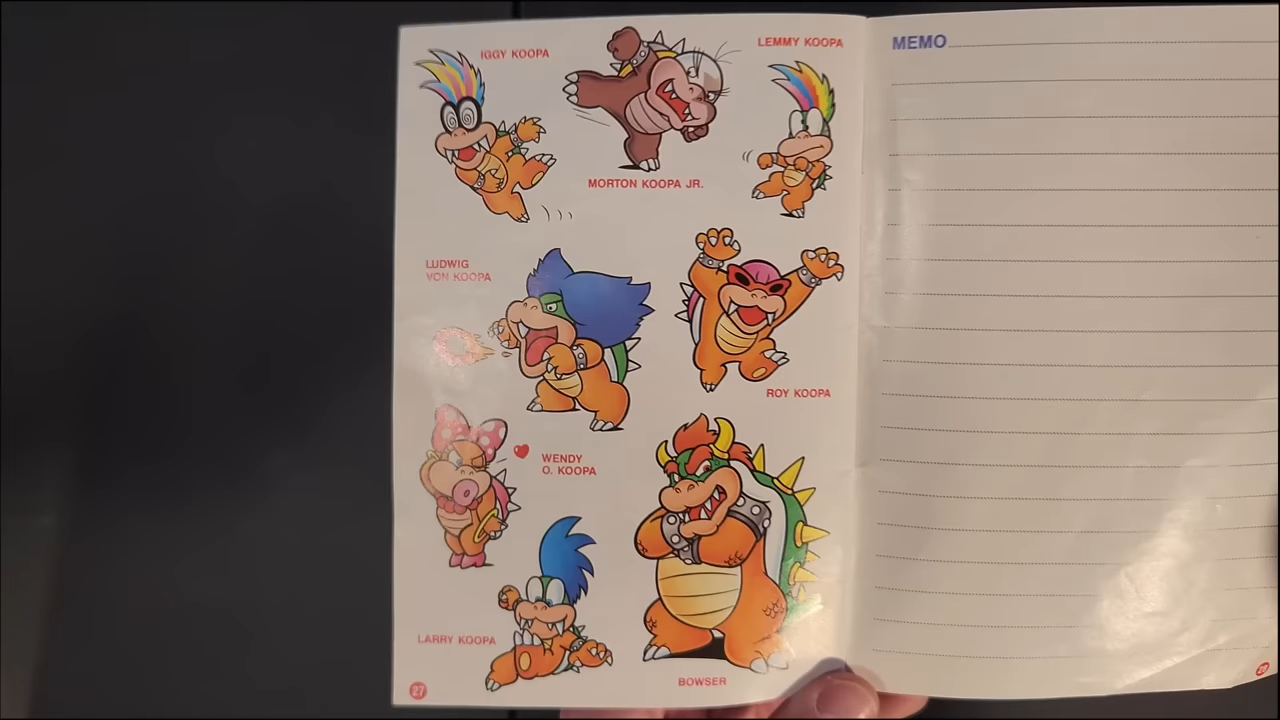 IGGY KOOPA
LEMMY KOOPA
MORTON KOOPA JR.
LUDWIG
VON KOOPA
ROY KOOPA
WENDY
O. KOOPA
LARRY KOOPA
BOWSER
27
MEMO